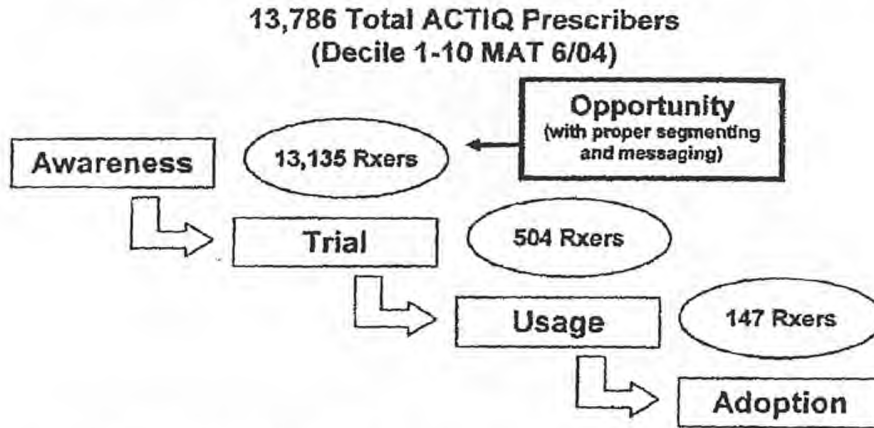 13,786 Total ACTIQ Prescribers
(Decile 1-10 MAT 6/04)
Opportunity
(with proper segmenting
and messaging)
Awareness
13,135 Rxers
Trial
504 Rxers
Usage
147 Rxers
Adoption